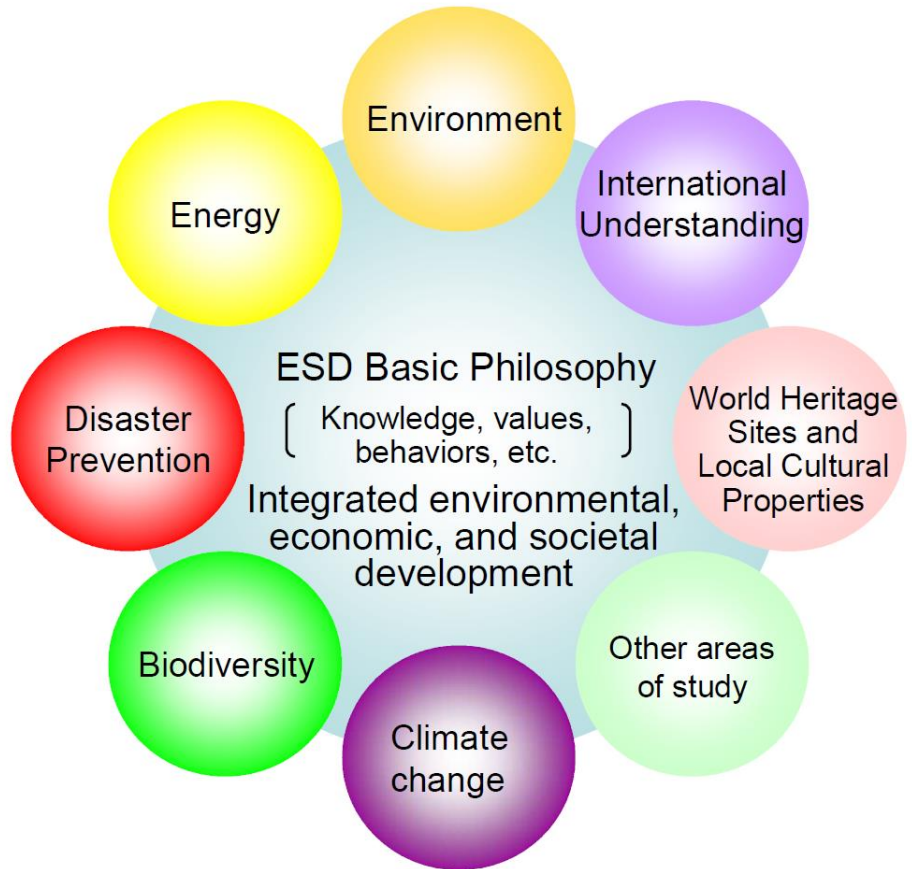 Environment
International
Understanding
Energy
ESD Basic Philosophy
Knowledge, values,
behaviors, etc.
Integrated environmental,
economic, and societal
development
World Heritage
Sites and
Local Cultural
Properties
Disaster
Prevention
Other areas
of study
Biodiversity
Climate
change